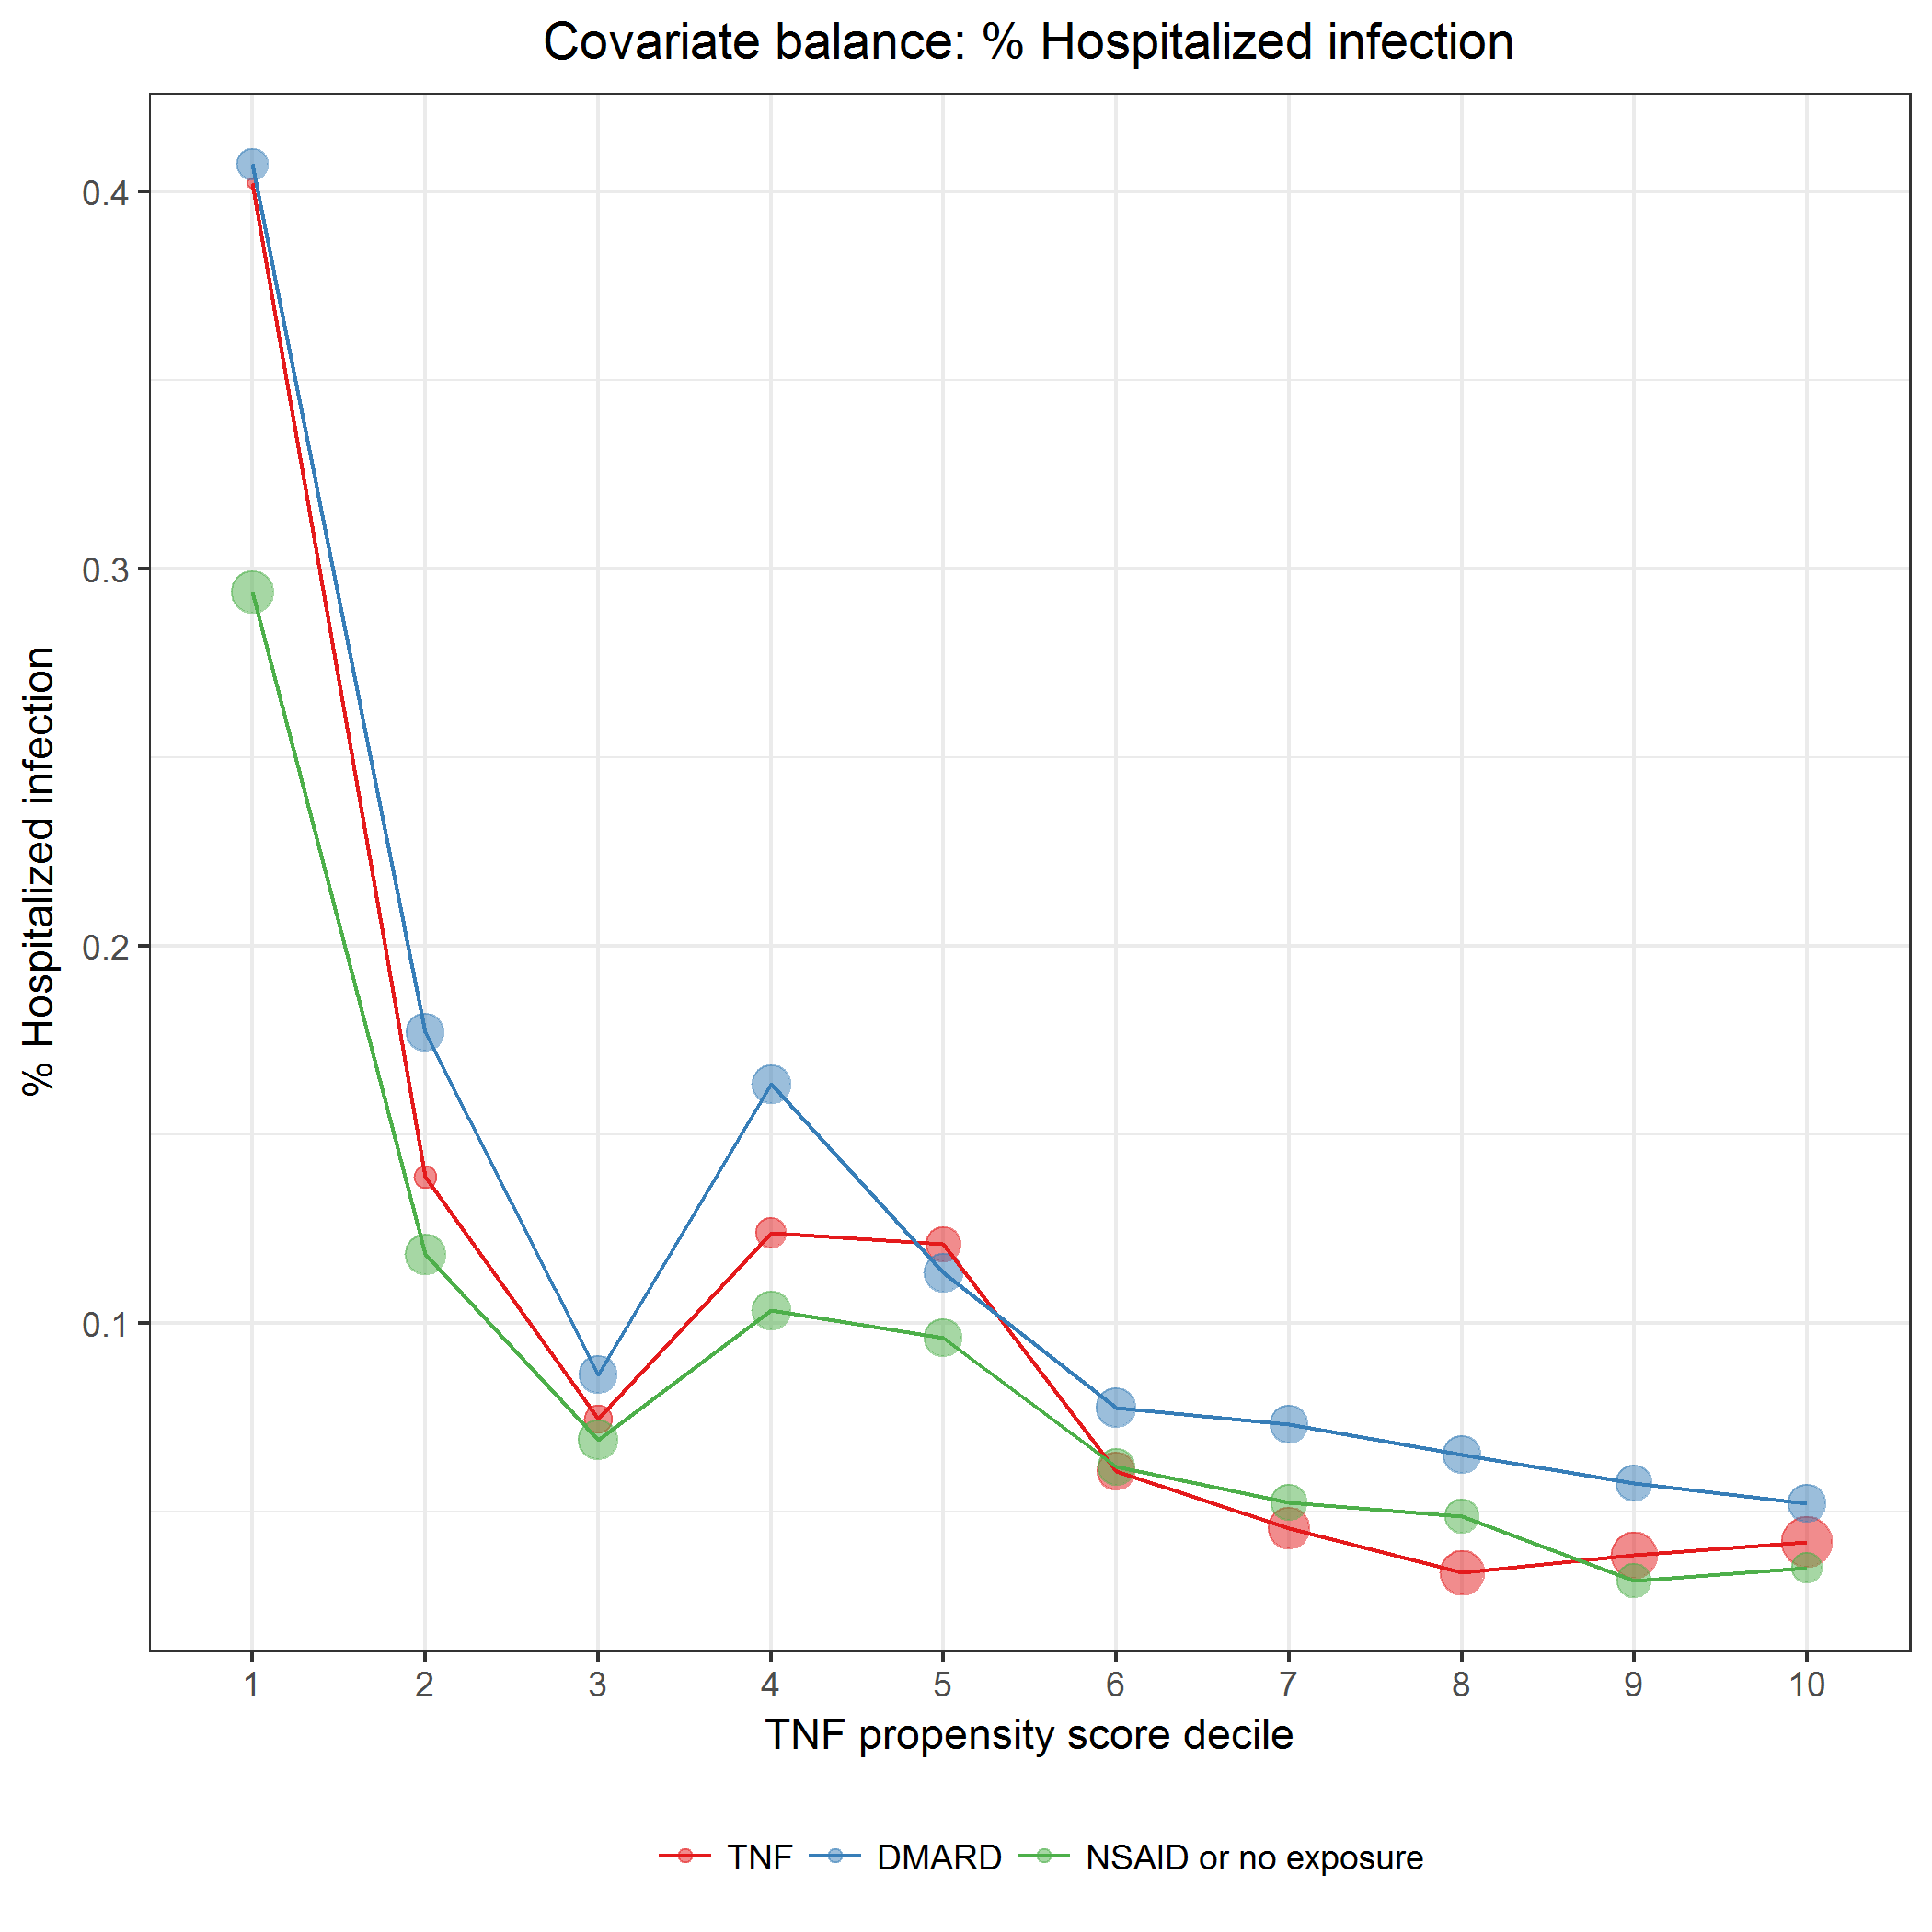 Covariate balance: % Hospitalized infection
% Hospitalized infection
0.4
0.3
0.2
0.1
1 2 3 4 5 6 7 8 9 10
TNF propensity score decile
TNF DMARD NSAID or no exposure